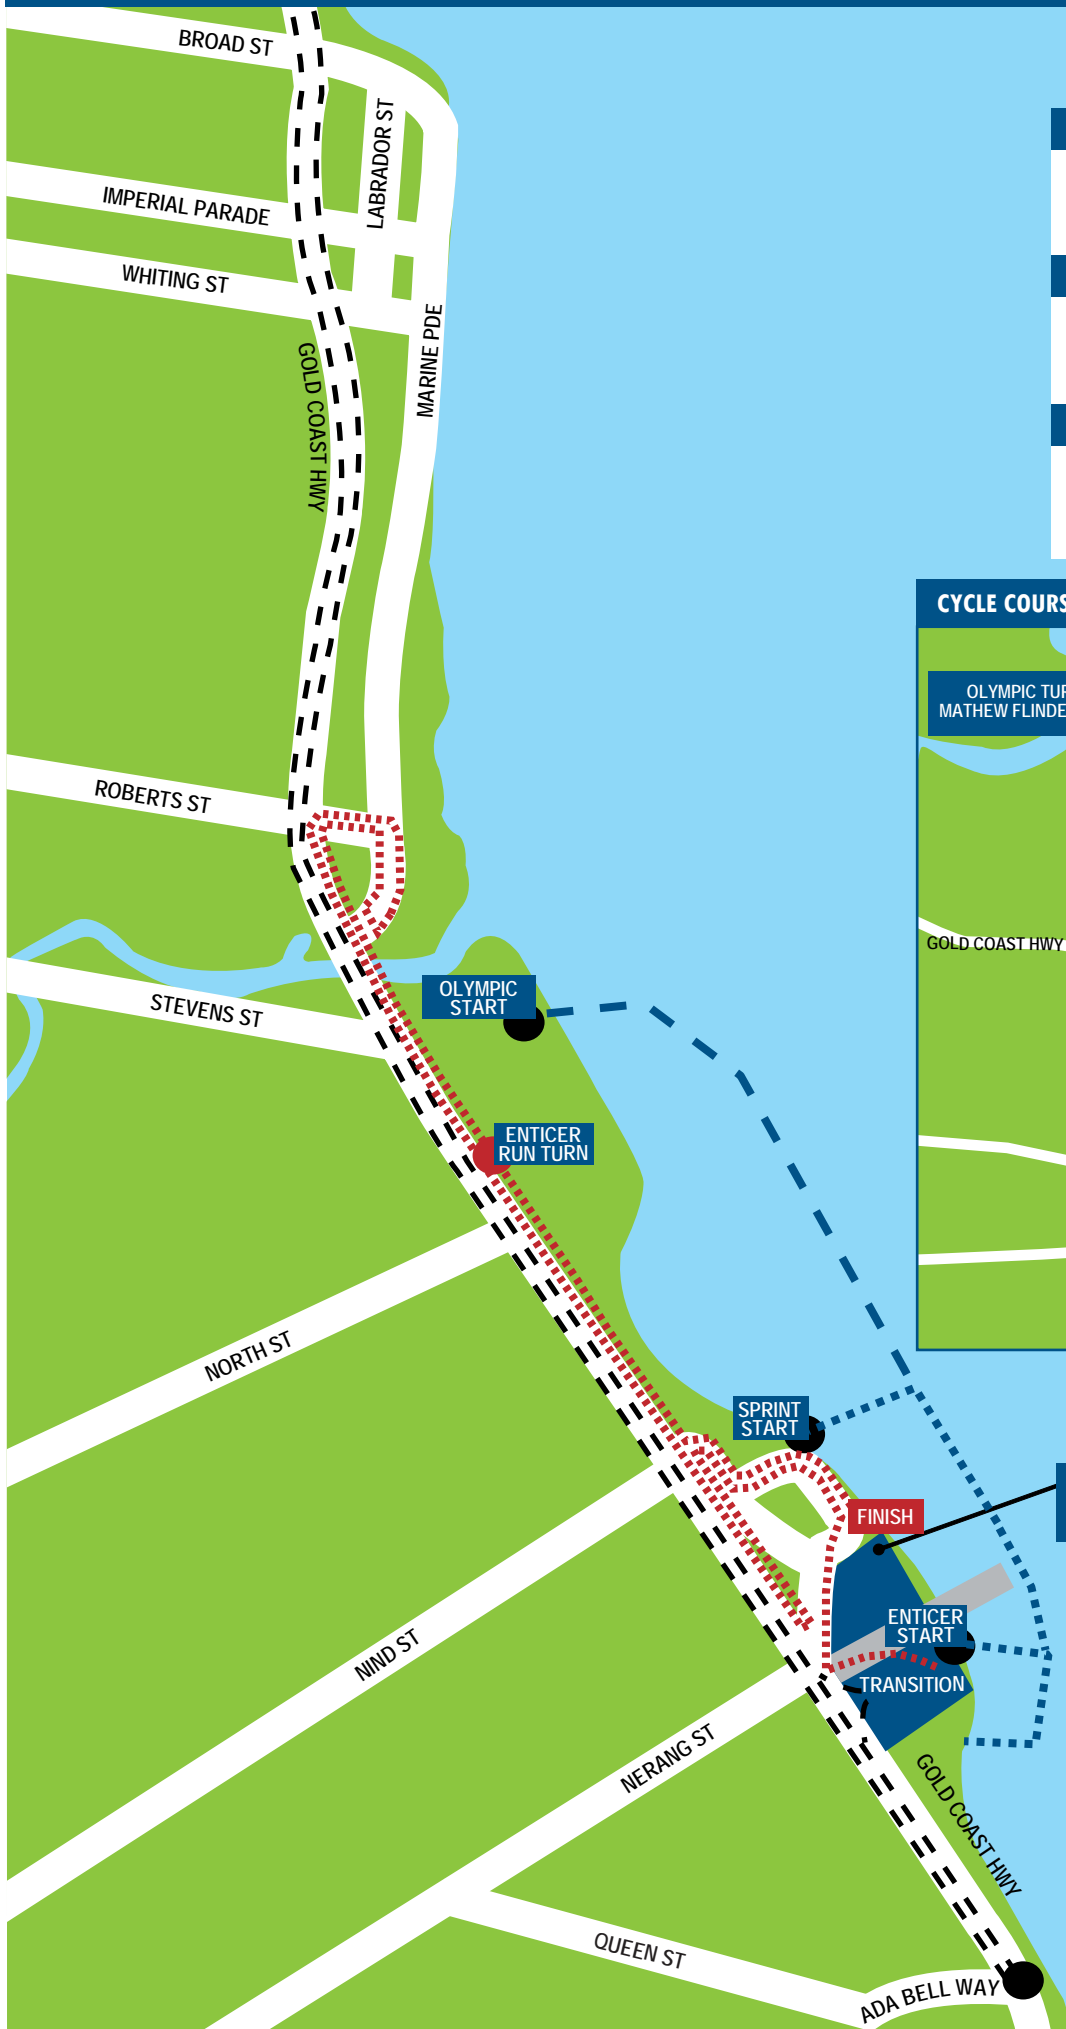 BROAD ST
LABRADOR ST
IMPERIAL PARADE
WHITING ST
MARINE PDE
GOLD COAST HWY
CYCLE COURS
OLYMPIC TUR
MATHEW FLINDE
GOLD COAST HWY
ROBERTS ST
OLYMPIC
START
STEVENS ST
ENTICER
RUN TURN
NORTH ST
SPRINT
START
FINISH
ENTICER
START
NIND ST
TRANSITION
NERANG ST
GOLD COAST HWY
QUEEN ST
ADA BELL WAY